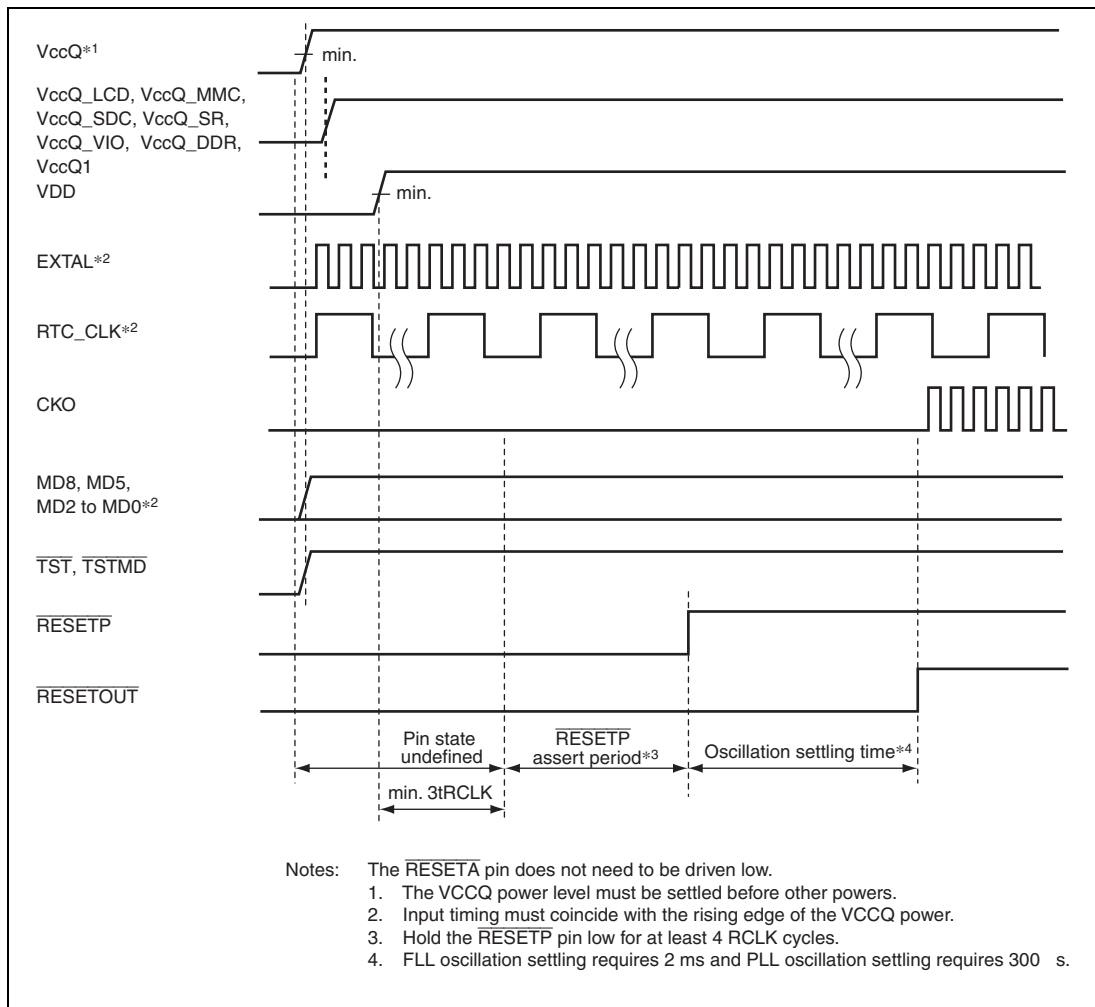 VccQ*1
min.
VccQ_LCD, VccQ_MMC,
VccQ_SDC, VccQ_SR,
VccQ_VIO, VccQ_DDR,
VccQ1
VDD
min.
EXTAL*2
RTC_CLK*2
CKO
MD8, MD5,
MD2 to MD0*2
TST, TSTMD
RESETP
RESETOUT
Pin state
undefined
RESETP
assert period*3
Oscillation settling time*4
min. 3tRCLK
Notes: The RESETA pin does not need to be driven low.
1. The VCCQ power level must be settled before other powers.
2. Input timing must coincide with the rising edge of the VCCQ power.
3. Hold the RESETP pin low for at least 4 RCLK cycles.
4. FLL oscillation settling requires 2 ms and PLL oscillation settling requires 300 s.